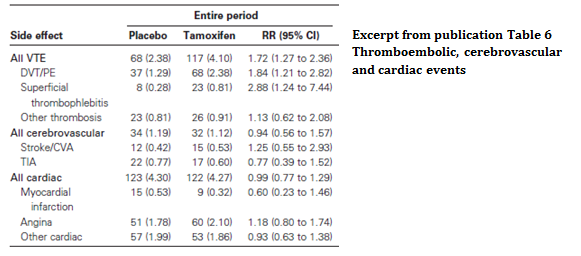 Entire period
Side effect Placebo Tamoxifen RR (95% CI)
All VTE 68 (2.38) 117 (4.10) 1.72 (1.27 to 2.36)
DVT/PE 37 (1.29) 68 (2.38) 1.84 (1.21 to 2.82)
Superficial 8 (0.28) 23 (0.81) 2.88 (1.24 to 7.44)
thrombophlebitis
Other thrombosis 23 (0.81) 26 (0.91) 1.13 (0.62 to 2.08)
All cerebrovascular 34 (1.19) 32 (1.12) 0.94 (0.56 to 1.57)
Stroke/CVA 12 (0.42) 15 (0.53) 1.25 (0.55 to 2.93)
TIA 22 (0.77) 17 (0.60) 0.77 (0.39 to 1.52)
All cardiac 123 (4.30) 122 (4.27) 0.99 (0.77 to 1.29)
Myocardial 15 (0.53) 9 (0.32) 0.60 (0.23 to 1.46)
infarction
Angina 51 (1.78) 60 (2.10) 1.18 (0.80 to 1.74)
Other cardiac 57 (1.99) 53 (1.86) 0.93 (0.63 to 1.38)
Excerpt from publication Table 6
Thromboembolic, cerebrovascular
and cardiac events